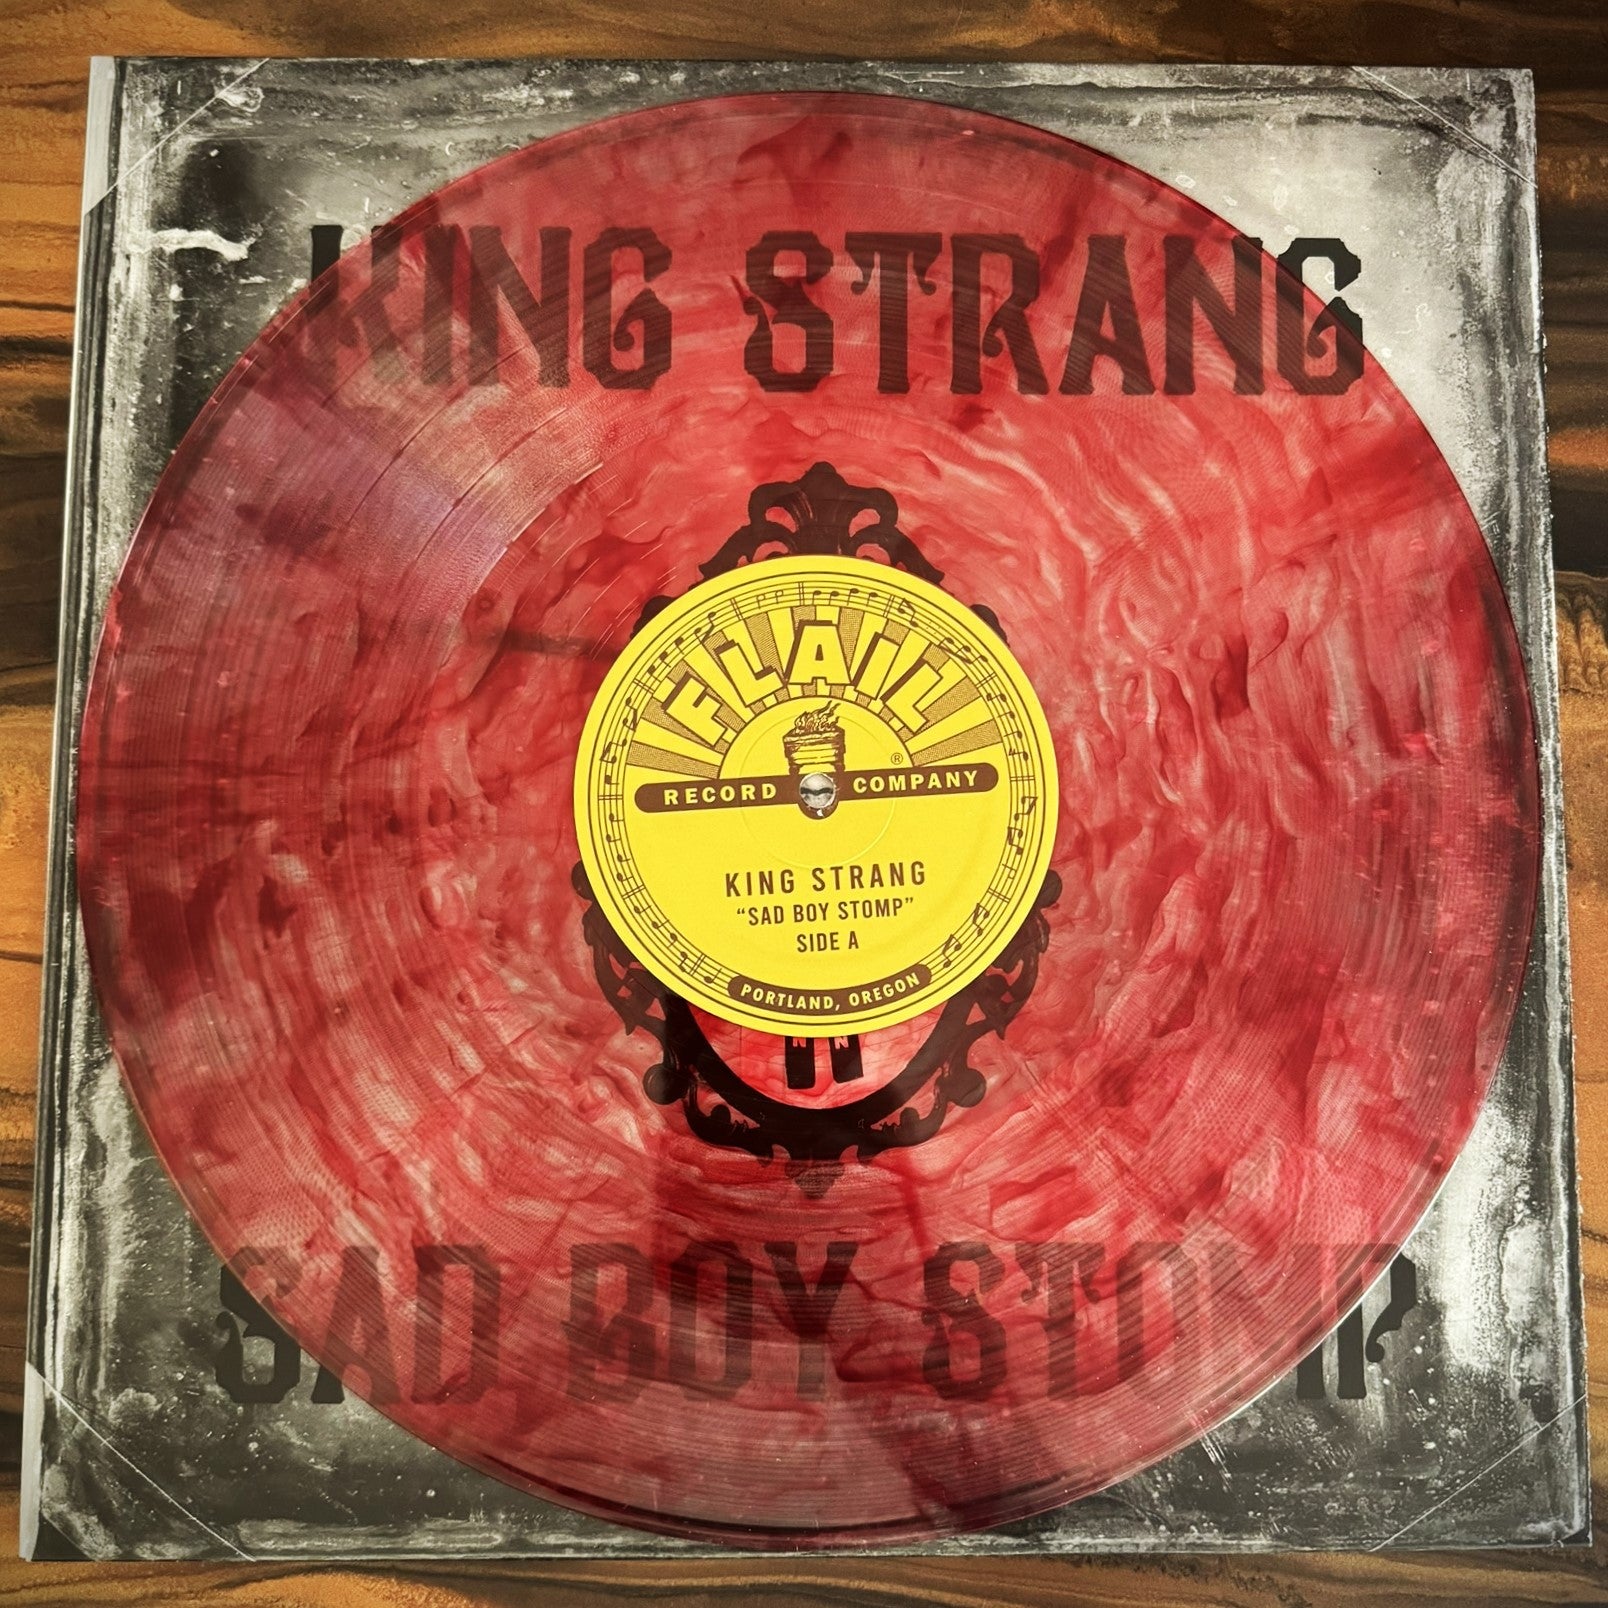 KING STRANG
FLAIL
®
RECORD COMPANY
KING STRANG
“SAD BOY STOMP”
SIDE A
PORTLAND, OREGON
N N
SAD BOY STOMP